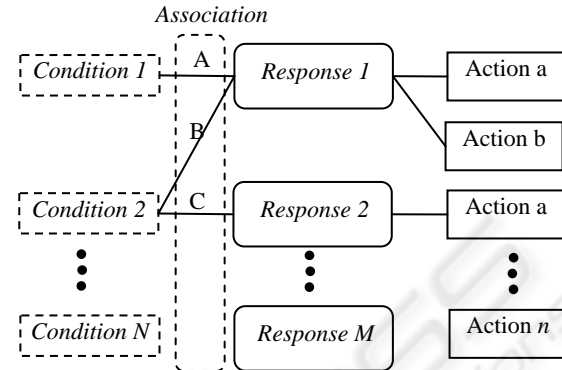 Association
Condition 1
A
Response 1
Action a
B
Action b
Condition 2
C
Response 2
Action a
Condition N
Response M
Action n